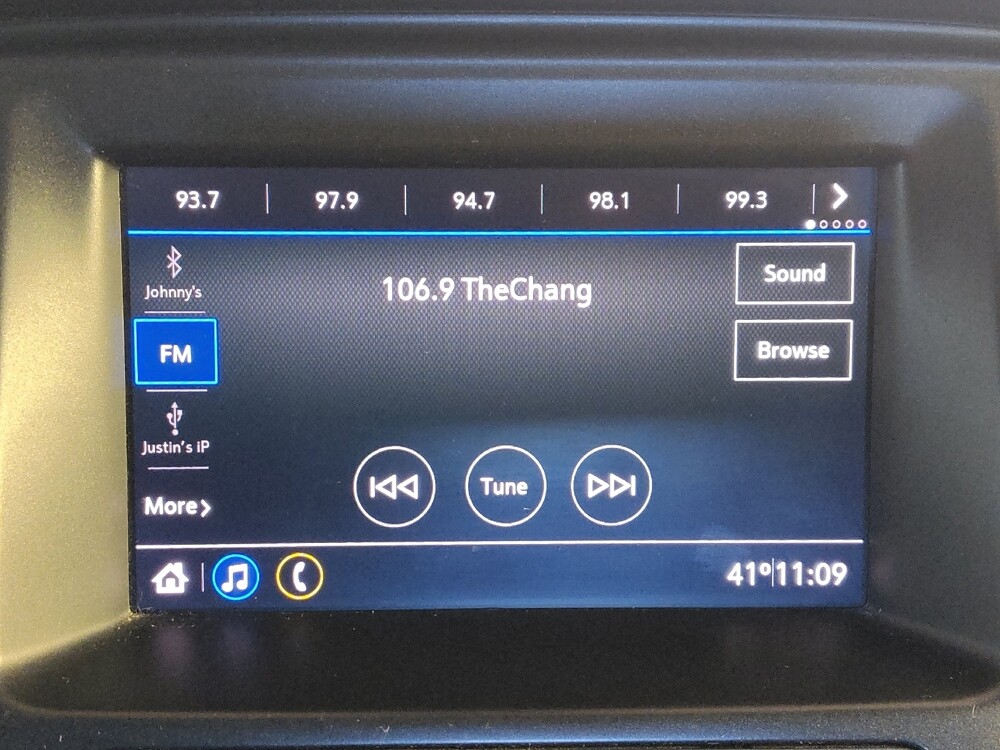 93.7 97.9 94.7 98.1 99.3
Johnny's
106.9 TheChang
Sound
FM
Browse
Justin's iP
More
Tune
41° 11:09